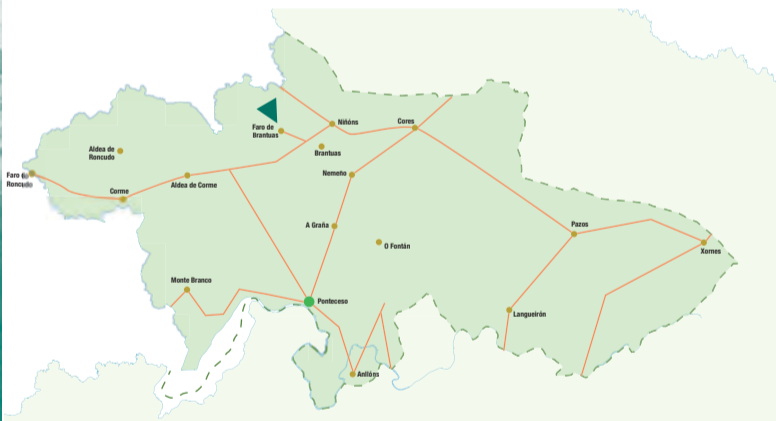 Niñóns
Cores
Faro de
Brantuas
Brantuas
Aldea de
Roncudo
Nemeño
Faro de
Roncudo
Corme
Aldea de Corme
A Graña
Pazos
O Fontán
Xornes
Monte Branco
Ponteceso
Langueirón
Anllóns